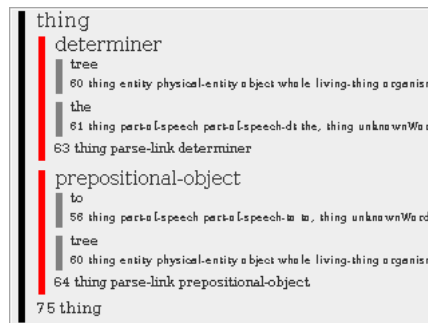 thing
determiner
tree
60 thing entity physical-entity object whole living-thing organism
the
61 thing part-of-speech part-of-speech-dt the, thing unknownWord
63 thing parse-link determiner
prepositional-object
to
56 thing part-of-speech part-of-speech-to to, thing unknownWord
tree
60 thing entity physical-entity object whole living-thing organism
64 thing parse-link prepositional-object
75 thing